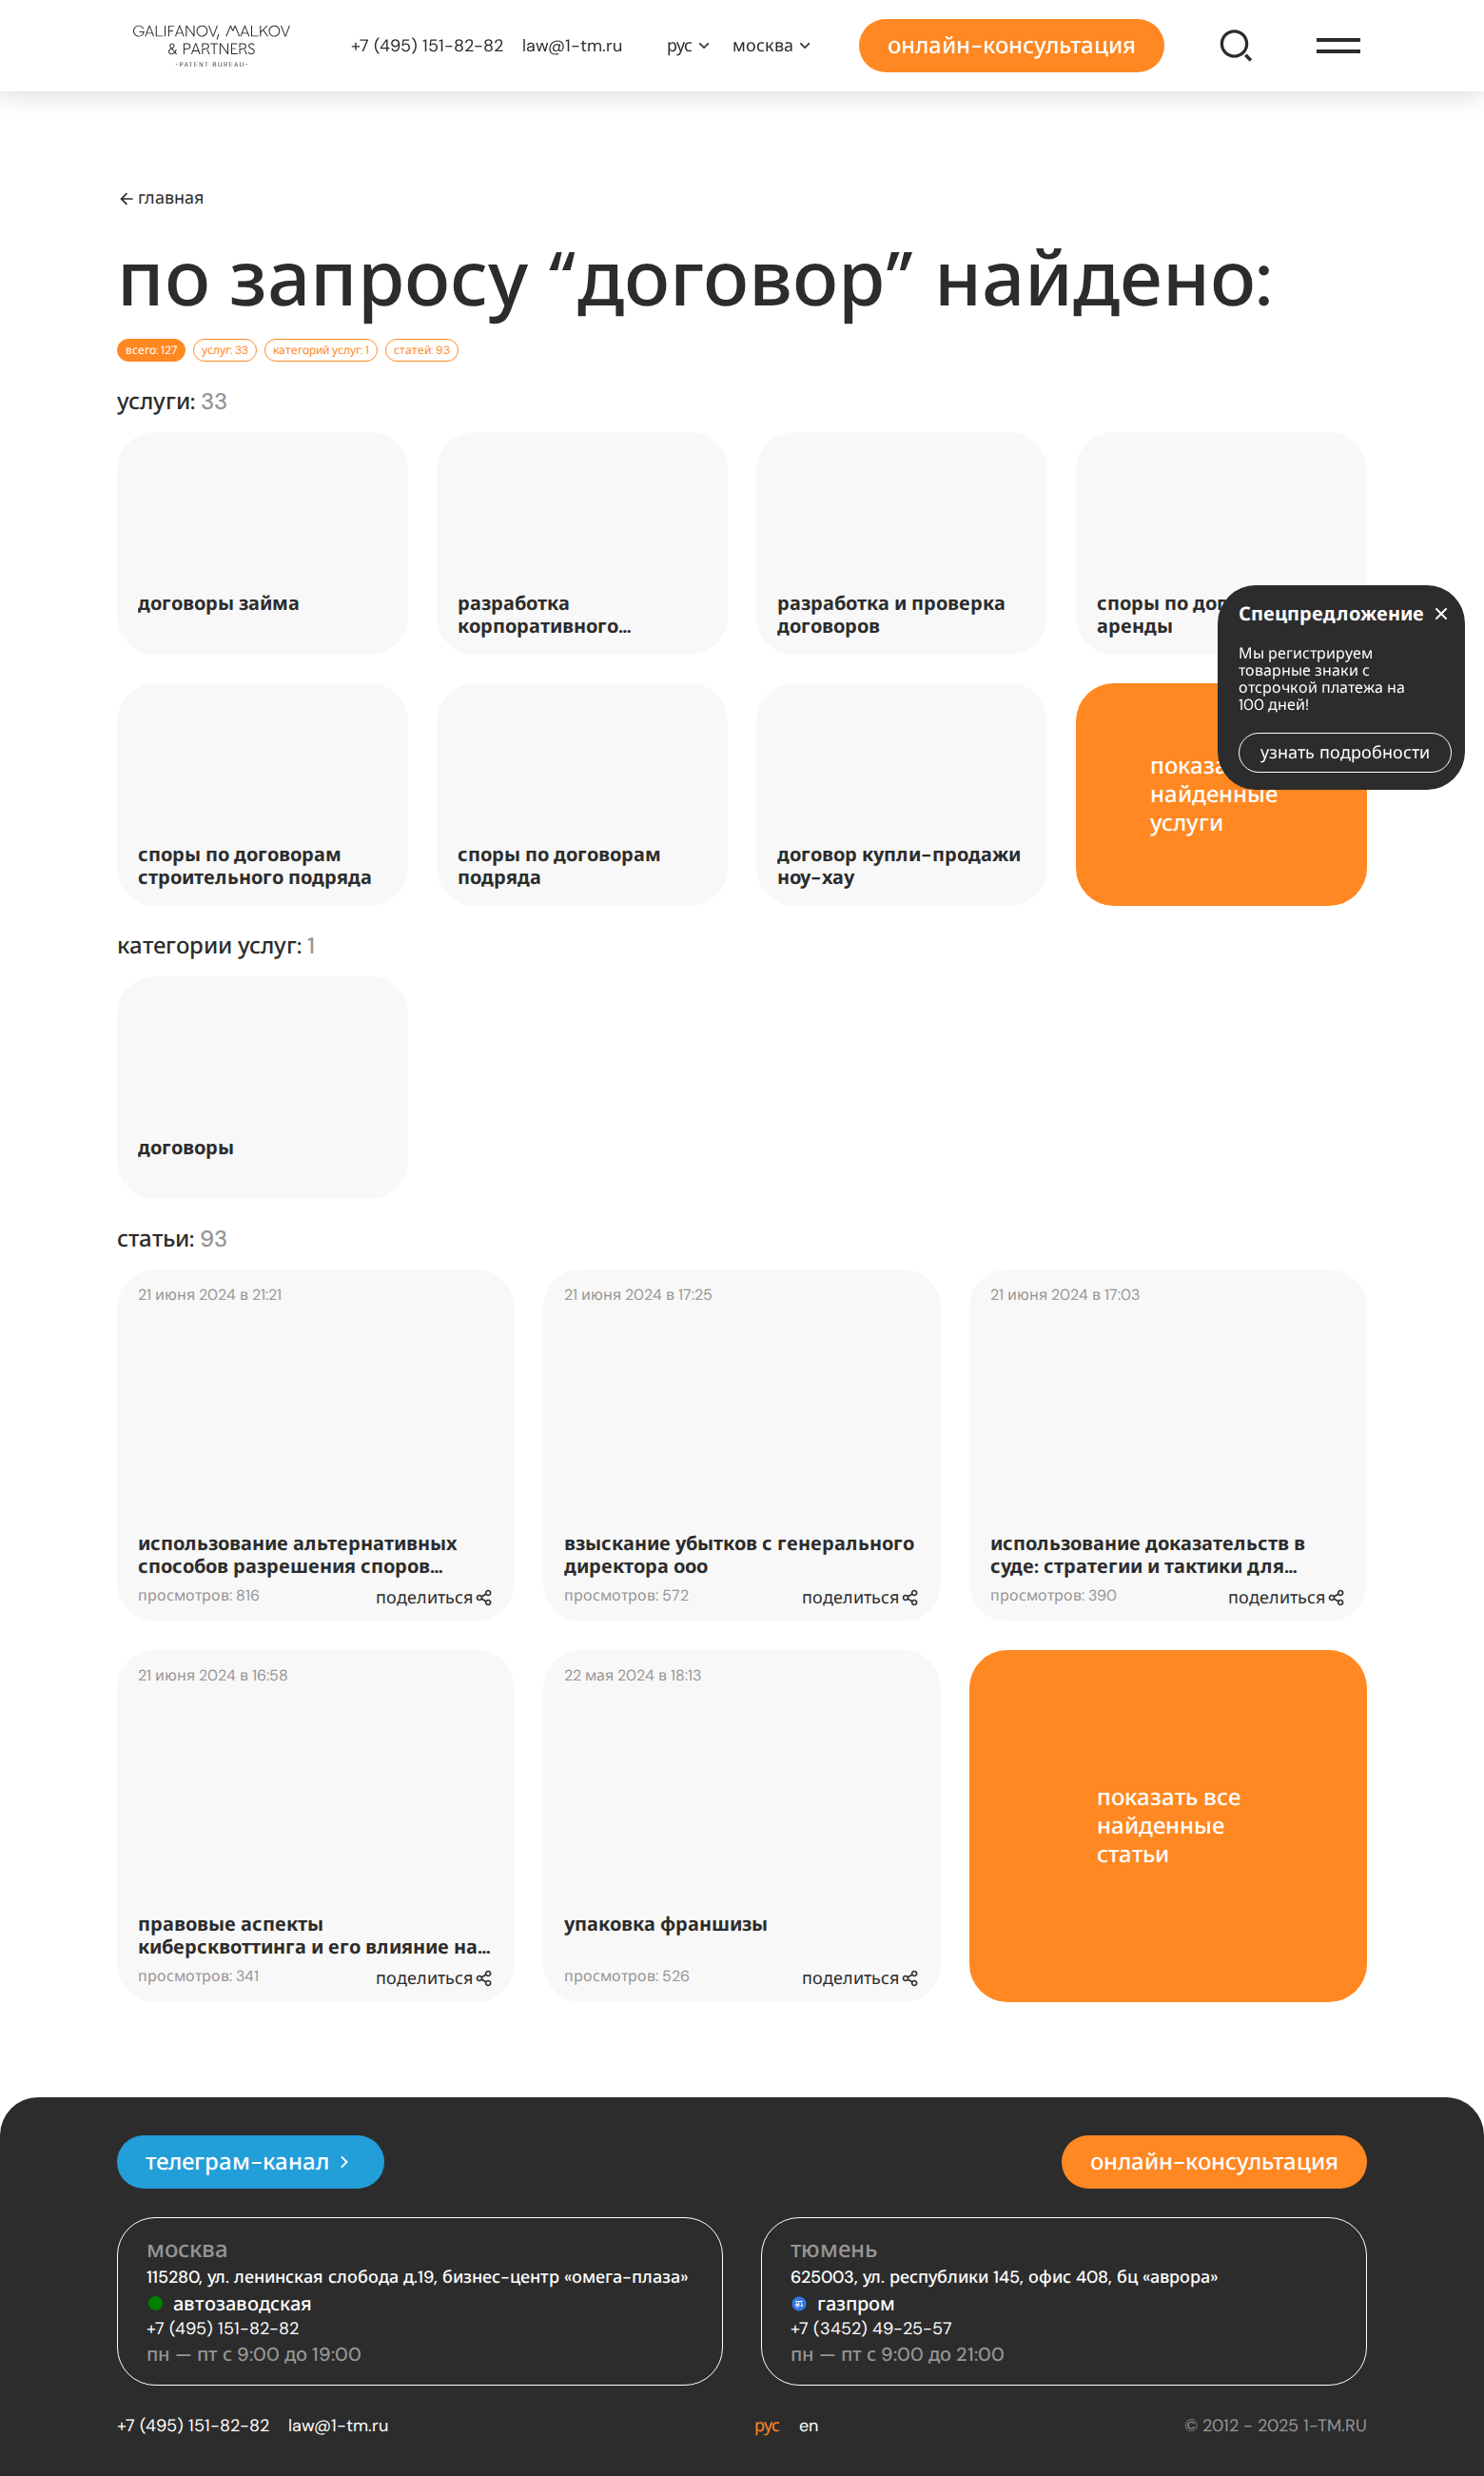 GALIFANOV, MALKOV
& PARTNERS
·PATENT BUREAU·
+7 (495) 151-82-82
law@1-tm.ru
рус
москва
онлайн-консультация
главная
по запросу “договор” найдено:
всего: 127
услуг: 33
категорий услуг: 1
статей: 93
услуги: 33
договоры займа
разработка
корпоративного...
разработка и проверка
договоров
споры по дог
аренды
Спецпредложение
Мы регистрируем
товарные знаки с
отсрочкой платежа на
100 дней!
узнать подробности
споры по договорам
строительного подряда
споры по договорам
подряда
договор купли-продажи
ноу-хау
показа
найденные
услуги
категории услуг: 1
договоры
статьи: 93
21 июня 2024 в 21:21
использование альтернативных
способов разрешения споров...
просмотров: 816
поделиться
21 июня 2024 в 17:25
взыскание убытков с генерального
директора ооо
просмотров: 572
поделиться
21 июня 2024 в 17:03
использование доказательств в
суде: стратегии и тактики для...
просмотров: 390
поделиться
21 июня 2024 в 16:58
правовые аспекты
киберсквоттинга и его влияние на...
просмотров: 341
поделиться
22 мая 2024 в 18:13
упаковка франшизы
просмотров: 526
поделиться
показать все
найденные
статьи
телеграм-канал
онлайн-консультация
москва
115280, ул. ленинская слобода д.19, бизнес-центр «омега-плаза»
автозаводская
+7 (495) 151-82-82
пн — пт с 9:00 до 19:00
тюмень
625003, ул. республики 145, офис 408, бц «аврора»
газпром
+7 (3452) 49-25-57
пн — пт с 9:00 до 21:00
+7 (495) 151-82-82
law@1-tm.ru
рус
en
© 2012 - 2025 1-TM.RU